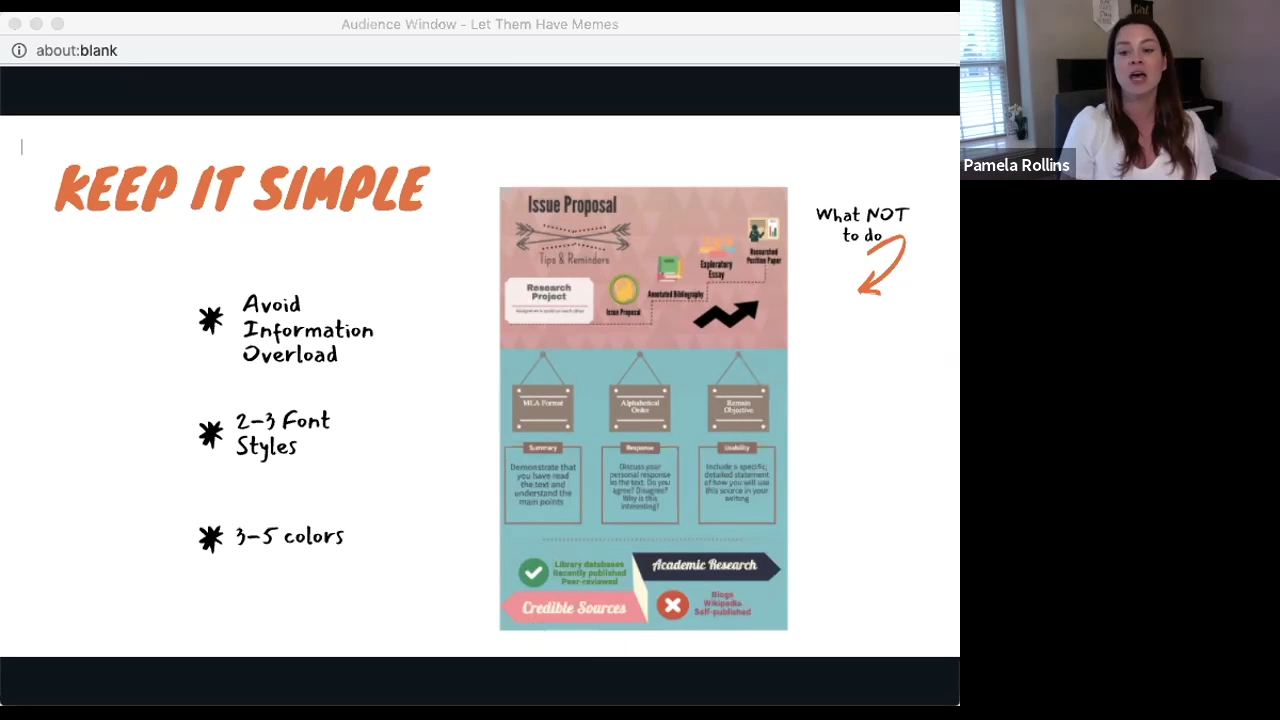 Audience Window - Let Them Have Memes
about:blank
KEEP IT SIMPLE
Avoid
Information
Overload
2-3 Font
Styles
3-5 colors
What NOT
to do
Issue Proposal
Tips & Reminders
Research
Project
Issue Proposal
Annotated Bibliography
Exploratory
Essay
Researched
Position Paper
MLA Format
Alphabetical
Order
Remain
Objective
Summary
Demonstrate that
you have read
the text and
understand the
main points
Response
Discuss your
personal response
to the text. Do you
agree? Disagree?
Why is this
interesting?
Usability
Include a specific,
detailed statement
of how you will use
this source in your
writing
Library databases
Recently published
Peer-reviewed
Academic Research
Credible Sources
Blogs
Wikipedia
Self-published
Pamela Rollins